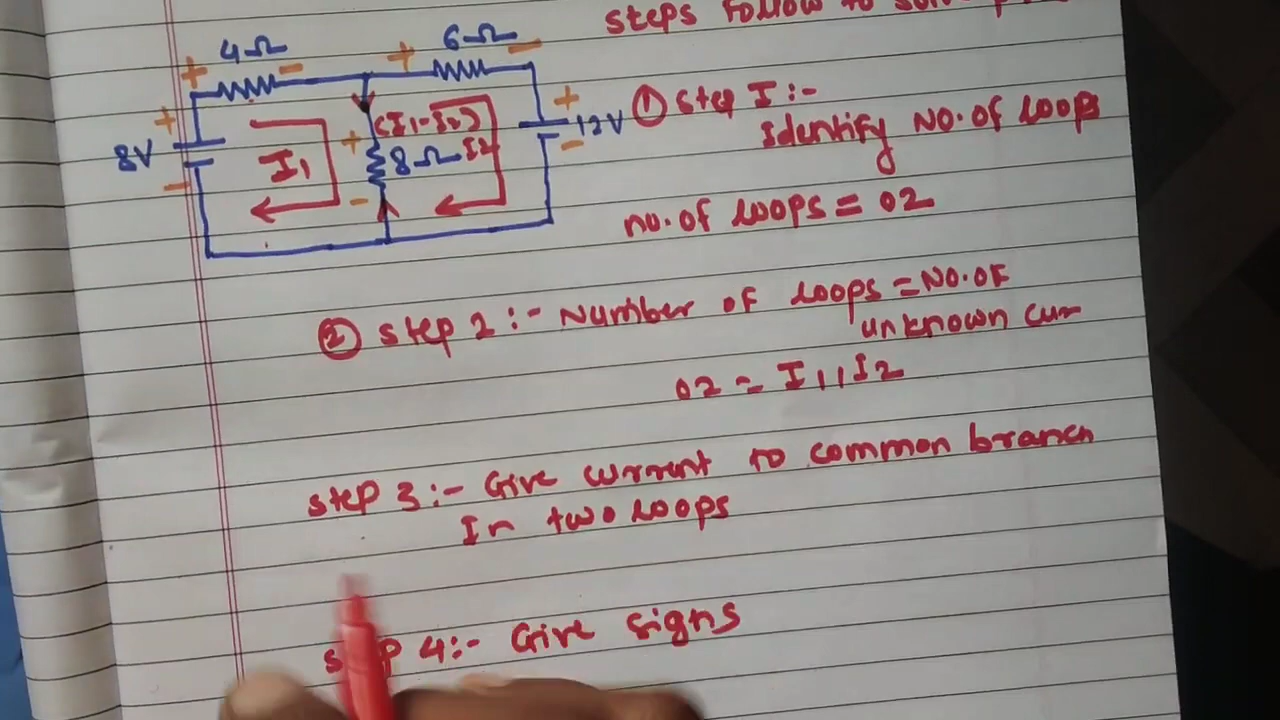 steps follow to
4Ω
6Ω
8V
I1
(I1-I2)
8Ω
I2
12V
① Step I :-
Identify NO. of loops
no. of loops = 02
② Step 2 :- Number of loops = NO. OF
unknown curr
02 = I1, I2
Step 3 :- Give current to common branch
In two loops
Step 4 :- Give signs